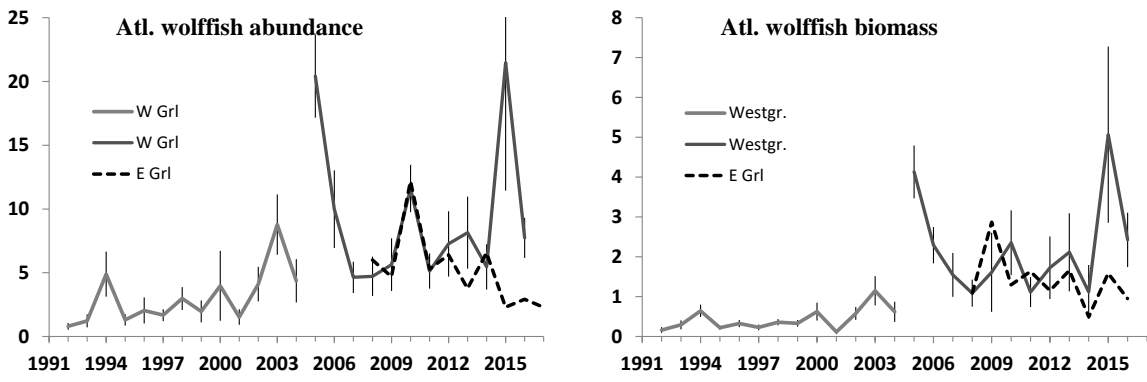 Atl. wolffish abundance
25
20
15
10
5
0
W Grl
W Grl
E Grl
1991 1994 1997 2000 2003 2006 2009 2012 2015
Atl. wolffish biomass
8
7
6
5
4
3
2
1
0
Westgr.
Westgr.
E Grl
1991 1994 1997 2000 2003 2006 2009 2012 2015